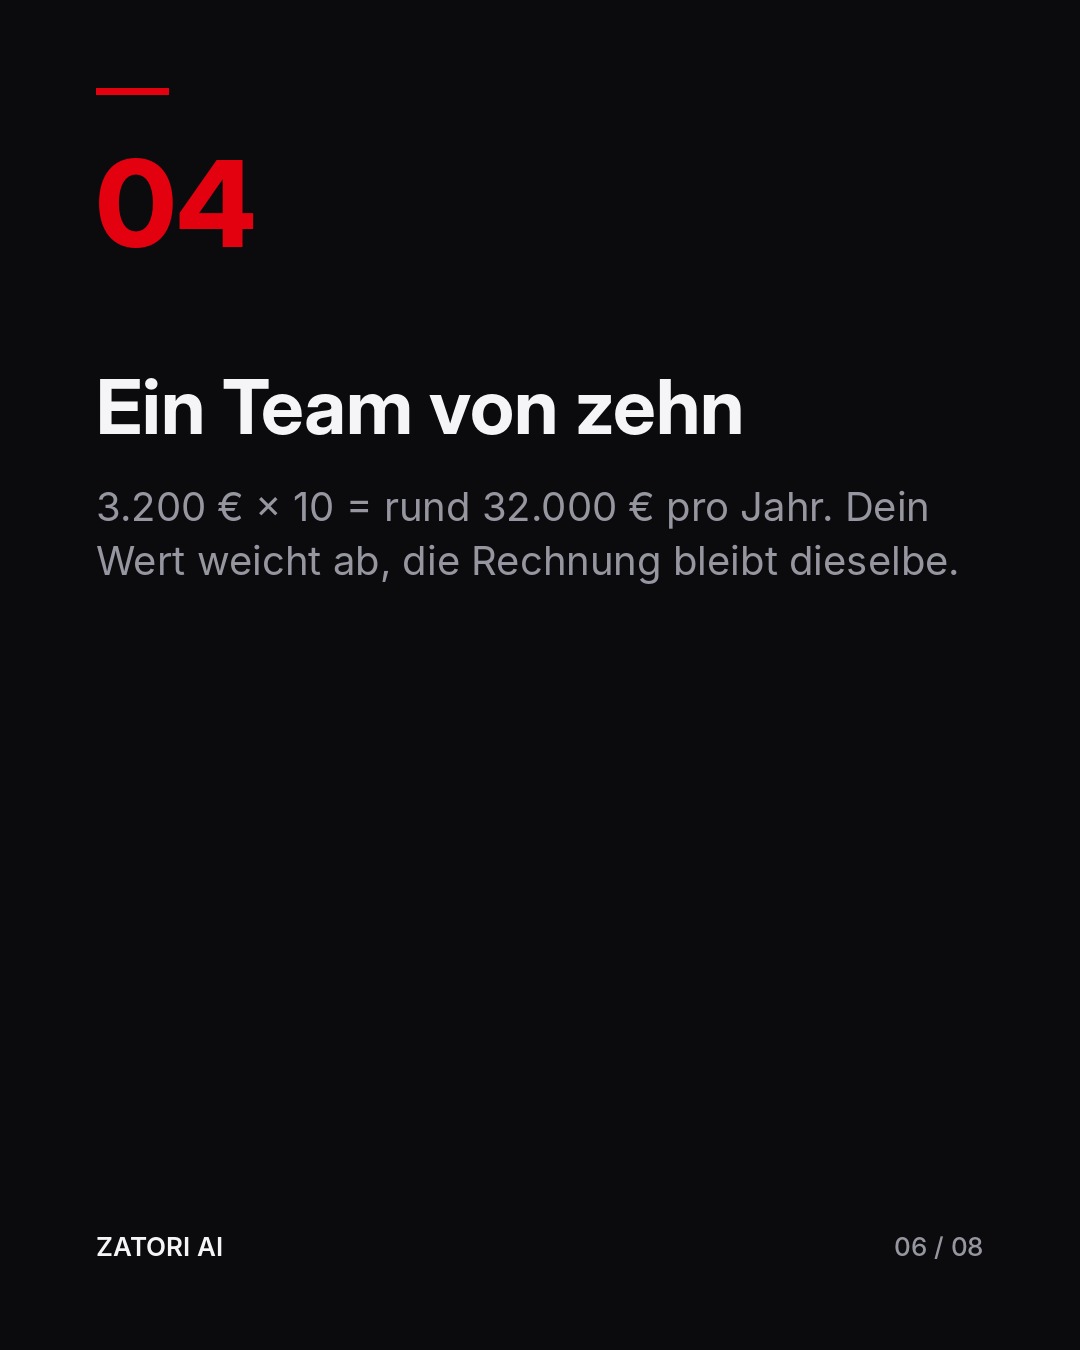 04
Ein Team von zehn
3.200 € × 10 = rund 32.000 € pro Jahr. Dein
Wert weicht ab, die Rechnung bleibt dieselbe.
ZATORI AI
06 / 08